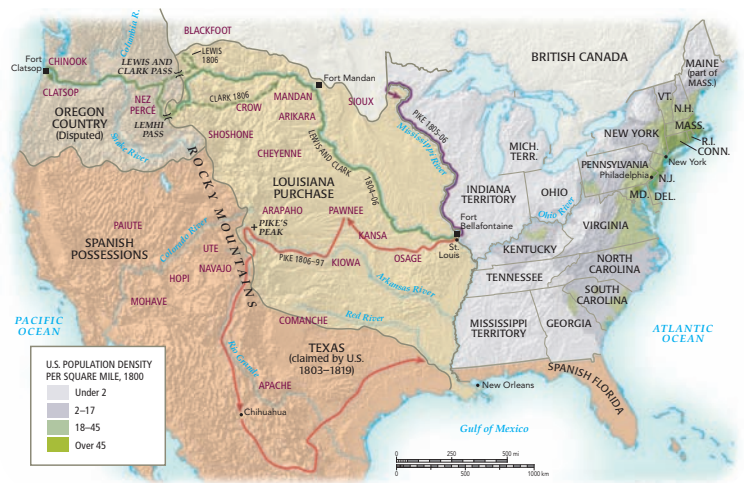 BLACKFOOT
Columbia R.
LEWIS
1806
Fort
Clatsop
CHINOOK
LEWIS AND
CLARK PASS
BRITISH CANADA
MAINE
(part of
MASS.)
Fort Mandan
CLATSOP
NEZ
PERCE
CLARK 1806
CROW
MANDAN
SIOUX
ARIKARA
PIKE 1805-06
Mississippi River
VT.
N.H.
MASS.
R.I.
CONN.
NEW YORK
New York
OREGON
COUNTRY
(Disputed)
LEMHI
PASS
SHOSHONE
Snake River
CHEYENNE
LEWIS AND CLARK 1804–06
MICH.
TERR.
PENNSYLVANIA
Philadelphia
N.J.
MD.
DEL.
ROCKY MOUNTAINS
LOUISIANA
PURCHASE
INDIANA
TERRITORY
OHIO
Ohio River
ARAPAHO
PAWNEE
PIKE'S
PEAK
Fort
Bellafontaine
VIRGINIA
PAIUTE
Colorado River
KANSA
St.
Louis
KENTUCKY
SPANISH
POSSESSIONS
UTE
NAVAJO
HOPI
PIKE 1806–97
KIOWA
OSAGE
Arkansas River
NORTH
CAROLINA
TENNESSEE
MOHAVE
SOUTH
CAROLINA
PACIFIC
OCEAN
COMANCHE
Red River
MISSISSIPPI
TERRITORY
GEORGIA
ATLANTIC
OCEAN
TEXAS
(claimed by U.S.
1803–1819)
Rio Grande
APACHE
SPANISH FLORIDA
New Orleans
Chihuahua
Gulf of Mexico
U.S. POPULATION DENSITY
PER SQUARE MILE, 1800
Under 2
2–17
18–45
Over 45
0 250 500 mi
0 500 1000 km